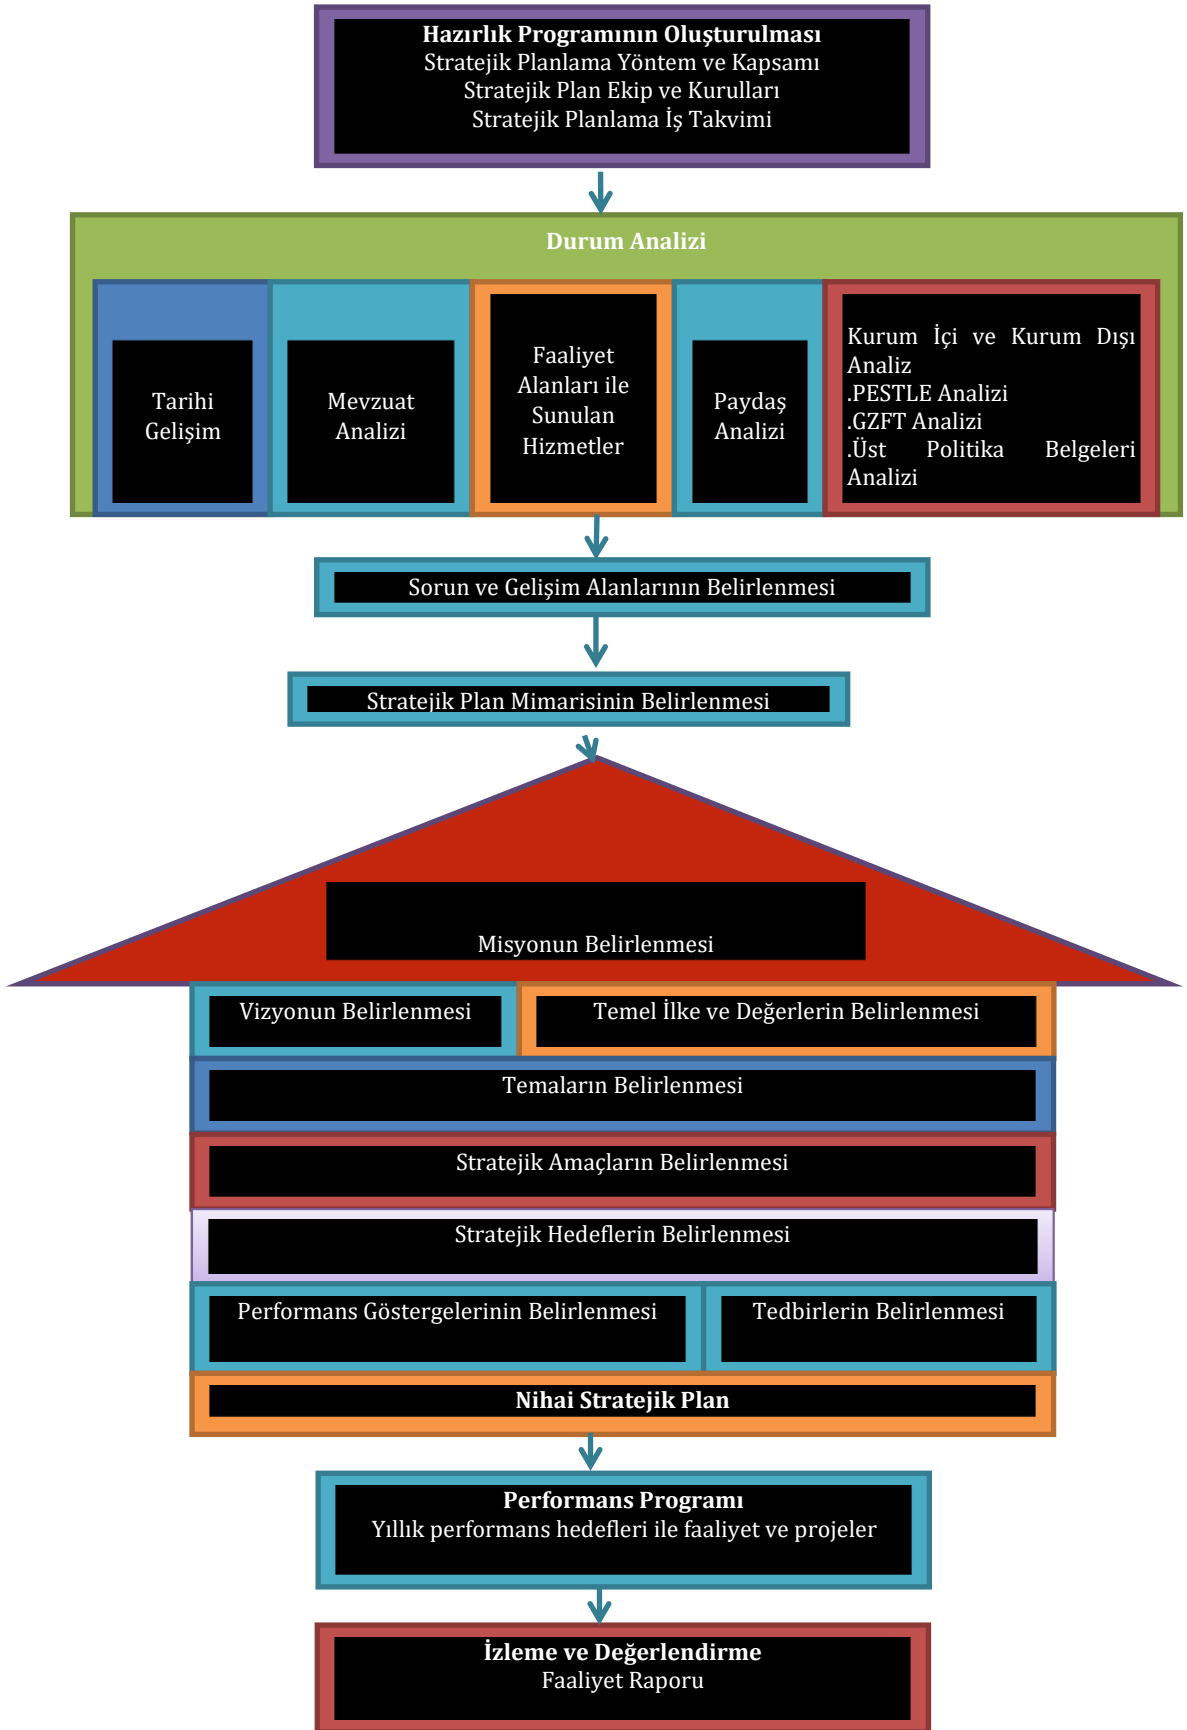 Hazırlık Programının Oluşturulması
Stratejik Planlama Yöntem ve Kapsamı
Stratejik Plan Ekip ve Kurulları
Stratejik Planlama İş Takvimi
Durum Analizi
Tarihi
Gelişim
Mevzuat
Analizi
Faaliyet
Alanları ile
Sunulan
Hizmetler
Paydaş
Analizi
Kurum İçi ve Kurum Dışı
Analiz
.PESTLE Analizi
.GZFT Analizi
.Üst Politika Belgeleri
Analizi
Sorun ve Gelişim Alanlarının Belirlenmesi
Stratejik Plan Mimarisinin Belirlenmesi
Misyonun Belirlenmesi
Vizyonun Belirlenmesi
Temel İlke ve Değerlerin Belirlenmesi
Temaların Belirlenmesi
Stratejik Amaçların Belirlenmesi
Stratejik Hedeflerin Belirlenmesi
Performans Göstergelerinin Belirlenmesi
Tedbirlerin Belirlenmesi
Nihai Stratejik Plan
Performans Programı
Yıllık performans hedefleri ile faaliyet ve projeler
İzleme ve Değerlendirme
Faaliyet Raporu